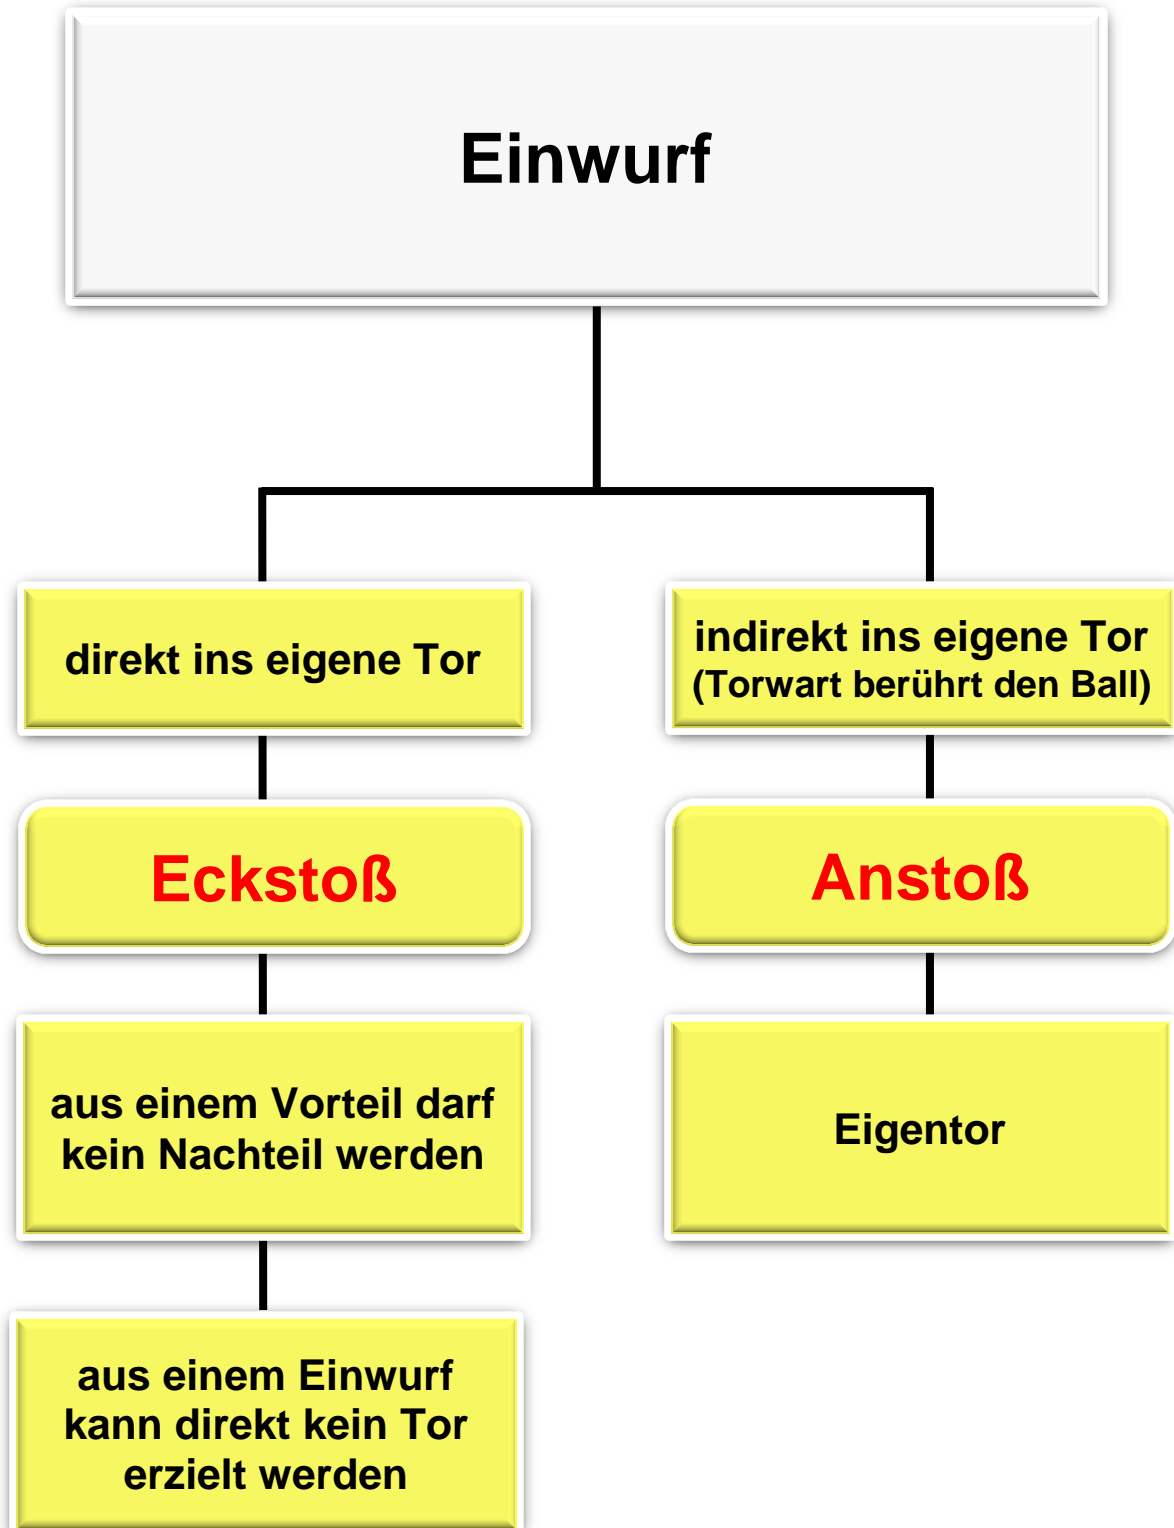 Einwurf
direkt ins eigene Tor
Eckstoß
aus einem Vorteil darf
kein Nachteil werden
aus einem Einwurf
kann direkt kein Tor
erzielt werden
indirekt ins eigene Tor
(Torwart berührt den Ball)
Anstoß
Eigentor